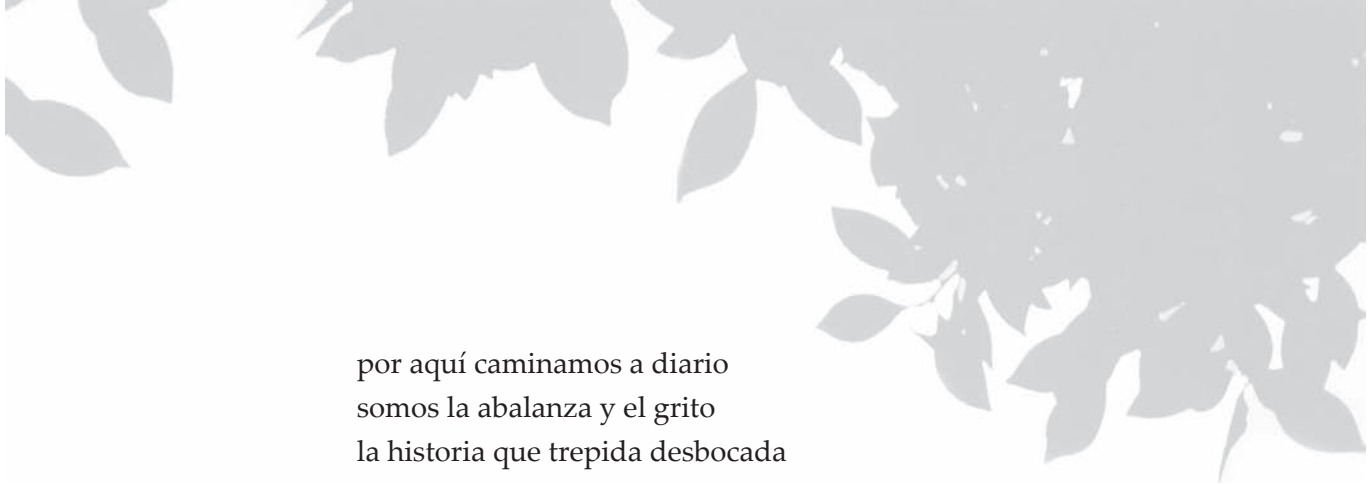 por aquí caminamos a diario
somos la abalanza y el grito
la historia que trepida desbocada